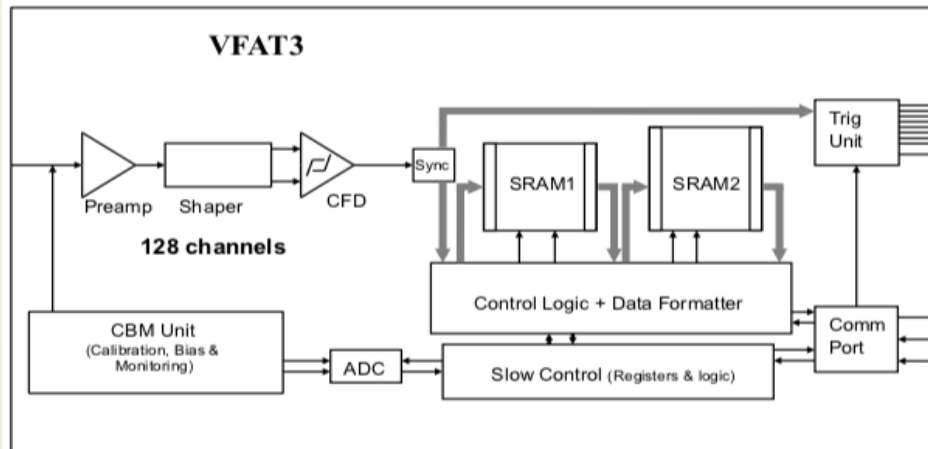 VFAT3
Trig
Unit
Sync
SRAM1
SRAM2
Preamp
Shaper
CFD
128 channels
Control Logic + Data Formatter
CBM Unit
(Calibration, Bias &
Monitoring)
ADC
Slow Control (Registers & logic)
Comm
Port